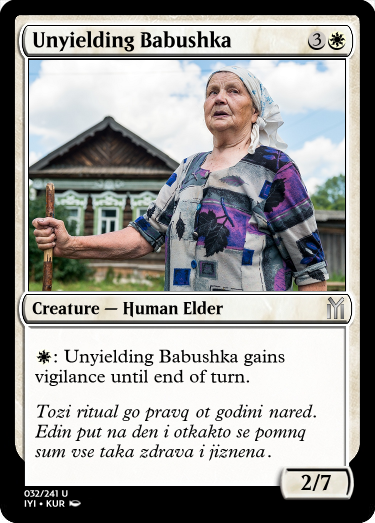 Unyielding Babushka 3
Creature — Human Elder
: Unyielding Babushka gains
vigilance until end of turn.
Tozi ritual go pravq ot godini nared.
Edin put na den i otkakto se pomnq
sum vse taka zdrava i jiznena.
2/7
032/241 U
IYI • KUR